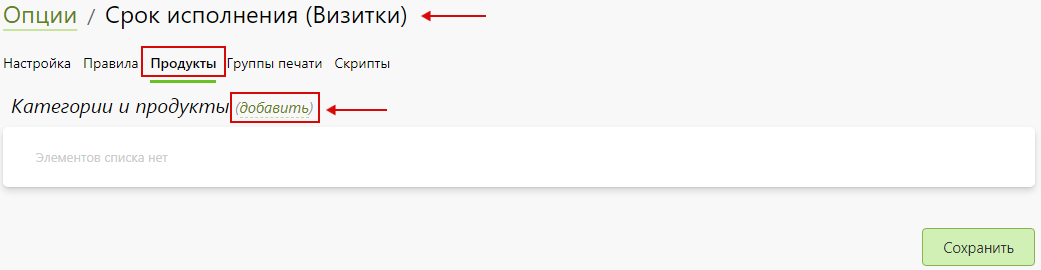 Опции / Срок исполнения (Визитки)
Настройка Правила Продукты Группы печати Скрипты
Категории и продукты (добавить)
Элементов списка нет
Сохранить